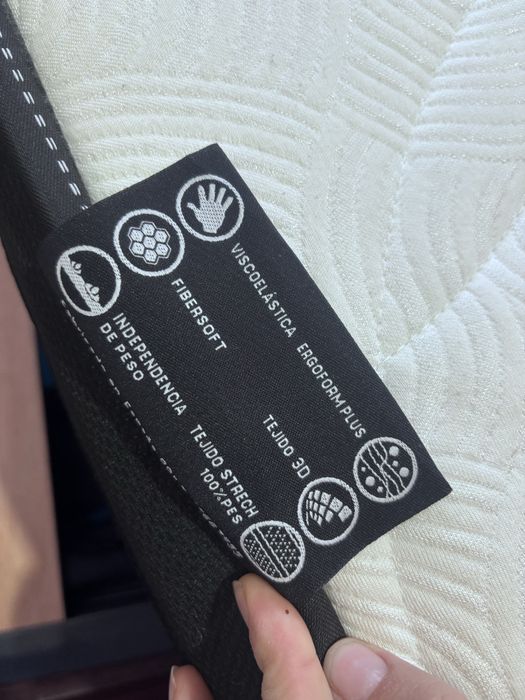 VISCOELÁSTICA
FIBERSOFT
INDEPENDENCIA
DE PESO
ERGOFORM PLUS
TEJIDO 3D
TEJIDO STRECH
100%PES